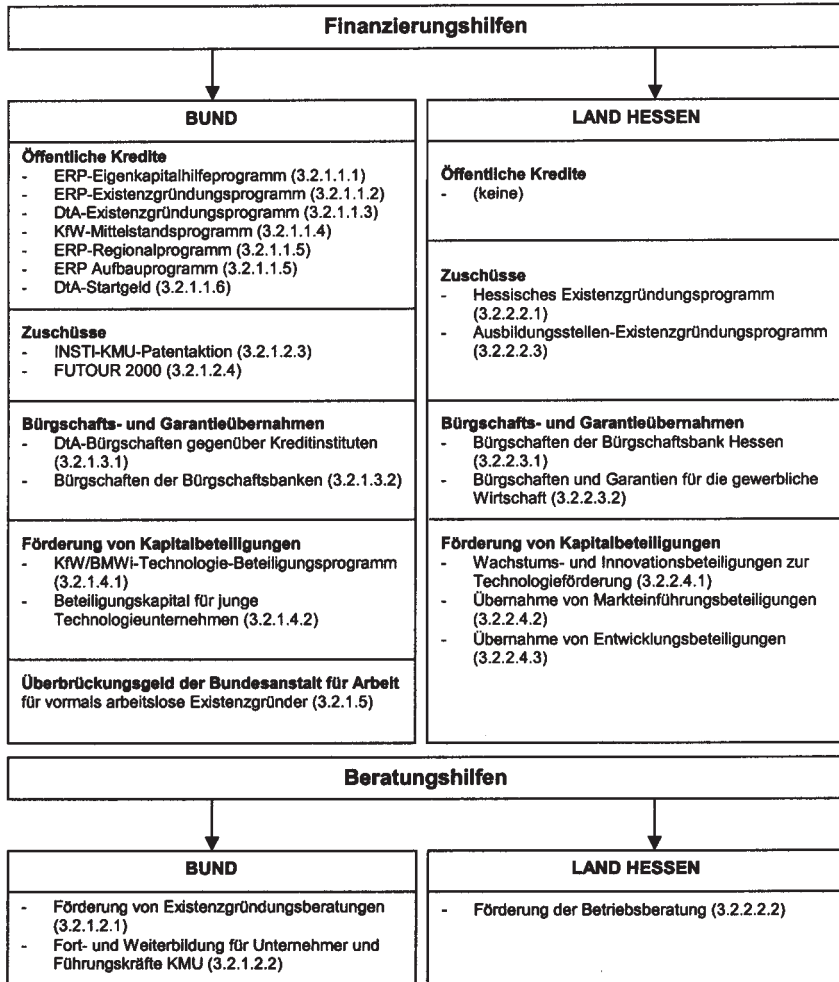 Finanzierungshilfen
BUND
Öffentliche Kredite
- ERP-Eigenkapitalhilfeprogramm (3.2.1.1.1)
- ERP-Existenzgründungsprogramm (3.2.1.1.2)
- DtA-Existenzgründungsprogramm (3.2.1.1.3)
- KfW-Mittelstandsprogramm (3.2.1.1.4)
- ERP-Regionalprogramm (3.2.1.1.5)
- ERP Aufbauprogramm (3.2.1.1.5)
- DtA-Startgeld (3.2.1.1.6)
Zuschüsse
- INSTI-KMU-Patentaktion (3.2.1.2.3)
- FUTOUR 2000 (3.2.1.2.4)
Bürgschafts- und Garantieübernahmen
- DtA-Bürgschaften gegenüber Kreditinstituten
(3.2.1.3.1)
- Bürgschaften der Bürgschaftsbanken (3.2.1.3.2)
Förderung von Kapitalbeteiligungen
- KfW/BMWi-Technologie-Beteiligungsprogramm
(3.2.1.4.1)
- Beteiligungskapital für junge
Technologieunternehmen (3.2.1.4.2)
Überbrückungsgeld der Bundesanstalt für Arbeit
für vormals arbeitslose Existenzgründer (3.2.1.5)
LAND HESSEN
Öffentliche Kredite
- (keine)
Zuschüsse
- Hessisches Existenzgründungsprogramm
(3.2.2.2.1)
- Ausbildungsstellen-Existenzgründungsprogramm
(3.2.2.2.3)
Bürgschafts- und Garantieübernahmen
- Bürgschaften der Bürgschaftsbank Hessen
(3.2.2.3.1)
- Bürgschaften und Garantien für die gewerbliche
Wirtschaft (3.2.2.3.2)
Förderung von Kapitalbeteiligungen
- Wachstums- und Innovationsbeteiligungen zur
Technologieförderung (3.2.2.4.1)
- Übernahme von Markteinführungsbeteiligungen
(3.2.2.4.2)
- Übernahme von Entwicklungsbeteiligungen
(3.2.2.4.3)
Beratungshilfen
BUND
- Förderung von Existenzgründungsberatungen
(3.2.1.2.1)
- Fort- und Weiterbildung für Unternehmer und
Führungskräfte KMU (3.2.1.2.2)
LAND HESSEN
- Förderung der Betriebsberatung (3.2.2.2.2)